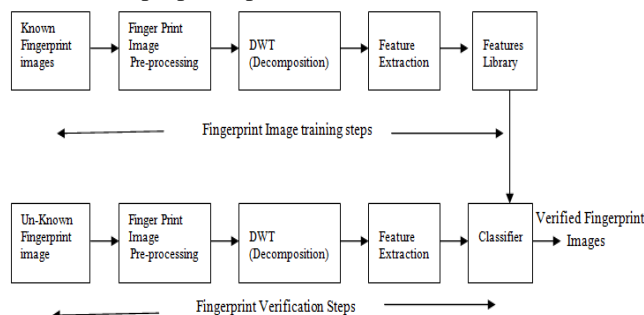 Known
Fingerprint
images
Finger Print
Image
Pre-processing
DWT
(Decomposition)
Feature
Extraction
Features
Library
Fingerprint Image training steps
Un-Known
Fingerprint
image
Finger Print
Image
Pre-processing
DWT
(Decomposition)
Feature
Extraction
Classifier
Verified Fingerprint
Images
Fingerprint Verification Steps